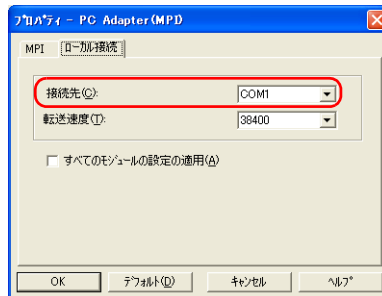 プロパティ - PC Adapter(MPI)
MPI ローカル接続
接続先(C): COM1
転送速度(T): 38400
すべてのモジュールの設定の適用(A)
OK デフォルト(D) キャンセル ヘルプ